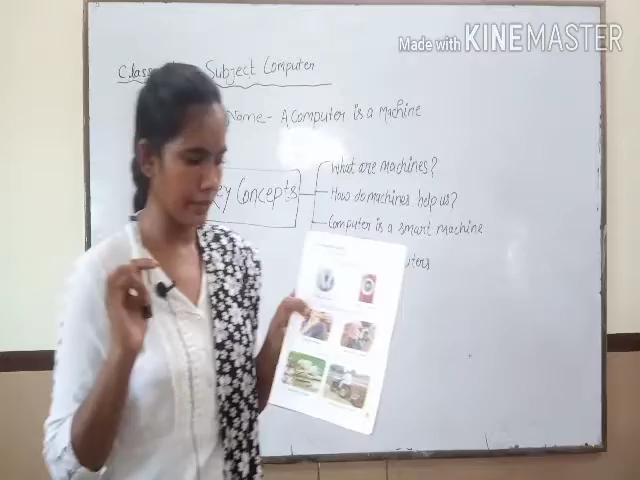 Made with KINEMASTER
Class Subject Computer
Name- A Computer is a Machine
What are machines?
Key Concepts
How do machines help us?
Computer is a smart machine